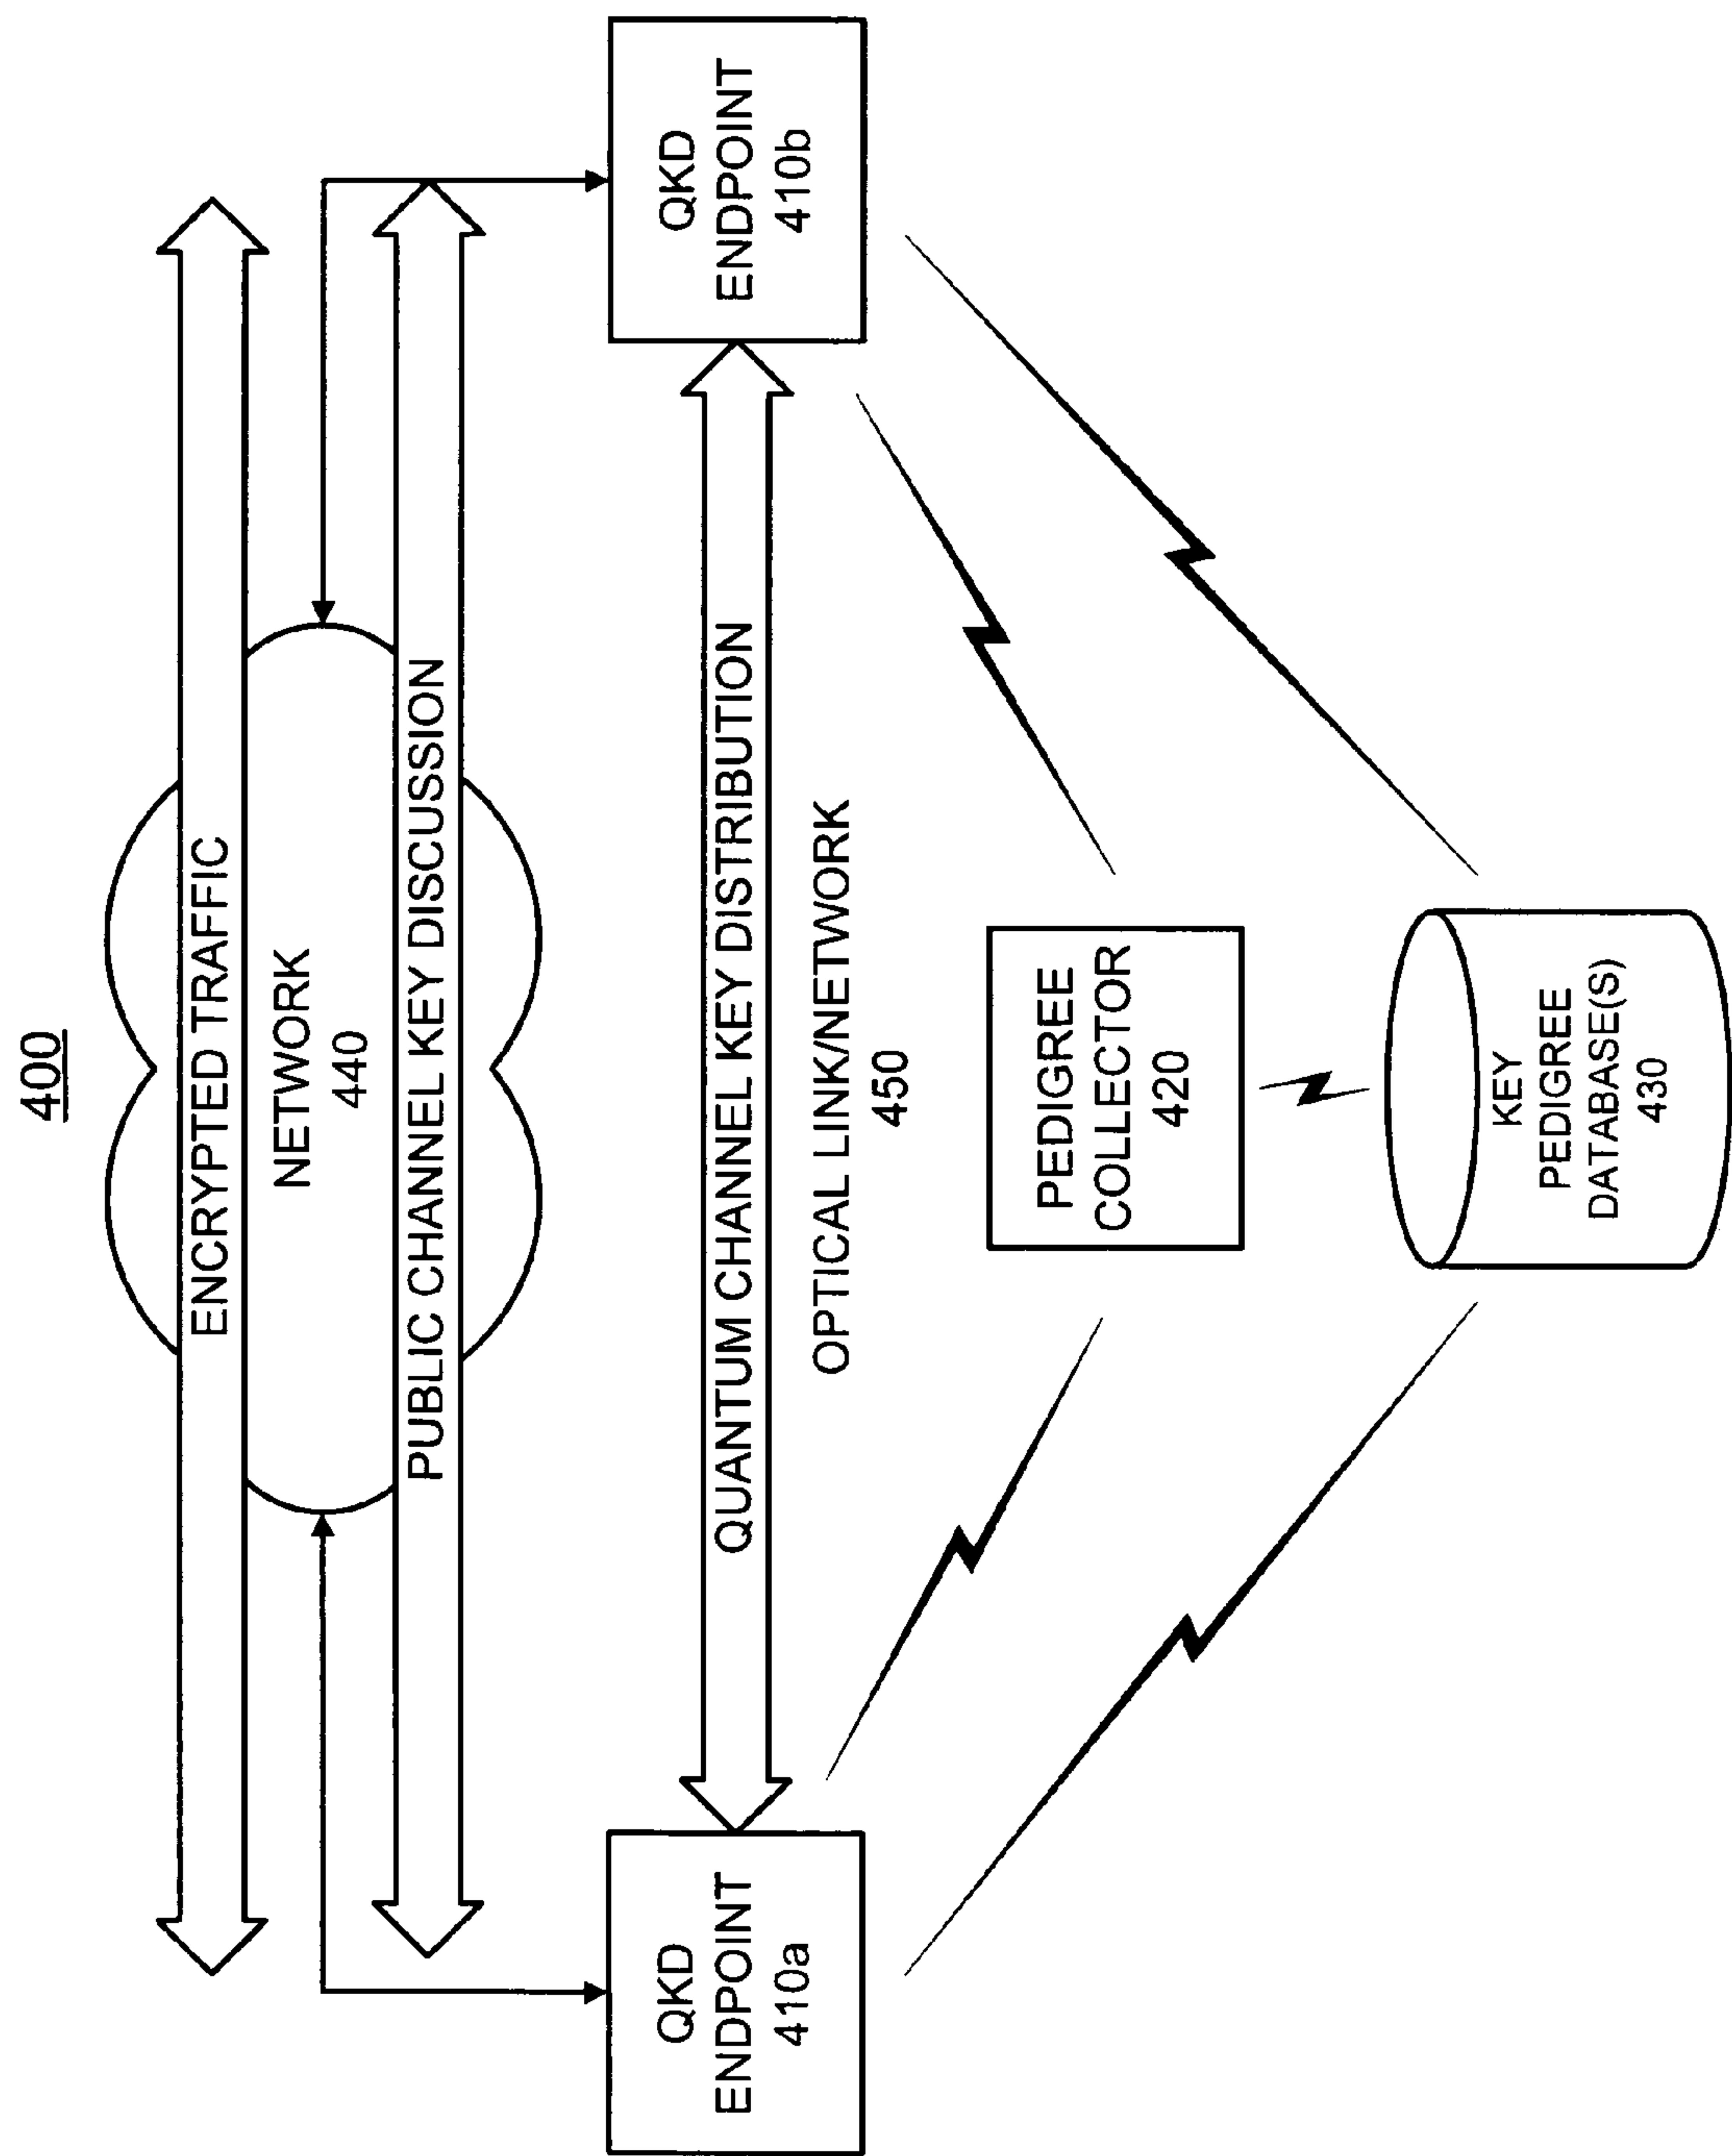 400
ENCRYPTED TRAFFIC
NETWORK
440
PUBLIC CHANNEL KEY DISCUSSION
QKD
ENDPOINT
410a
QUANTUM CHANNEL KEY DISTRIBUTION
QKD
ENDPOINT
410b
OPTICAL LINK/NETWORK
450
PEDIGREE
COLLECTOR
420
KEY
PEDIGREE
DATABASE(S)
430